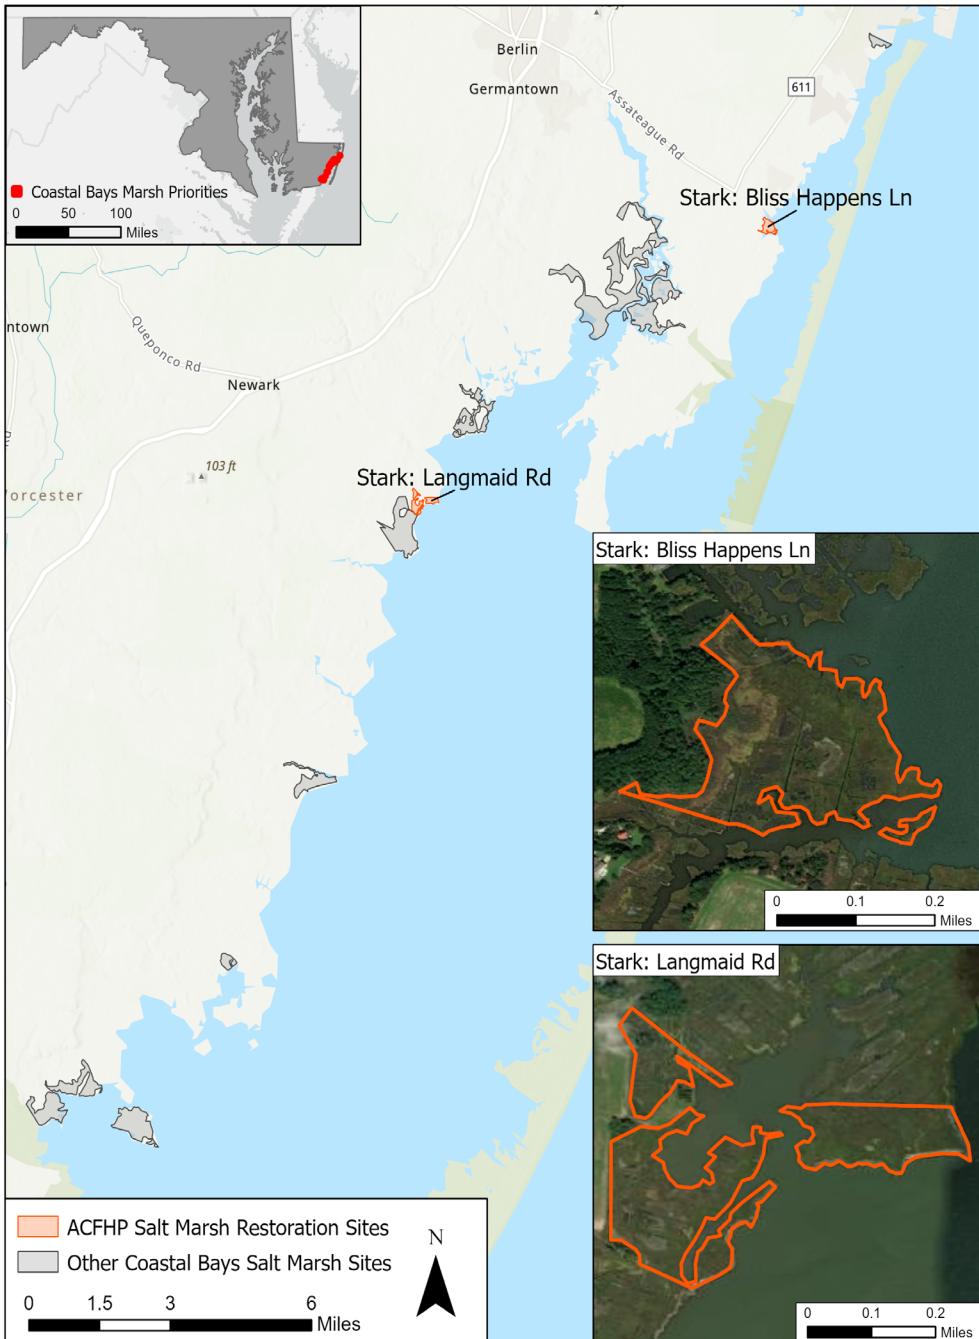 Berlin
Germantown
611
Assateague Rd
Coastal Bays Marsh Priorities
0 50 100
Miles
Stark: Bliss Happens Ln
ntown
Queponco Rd
Newark
103 ft
Stark: Langmaid Rd
orcester
Stark: Bliss Happens Ln
0 0.1 0.2
Miles
Stark: Langmaid Rd
ACFHP Salt Marsh Restoration Sites
Other Coastal Bays Salt Marsh Sites
N
0 1.5 3 6
Miles
0 0.1 0.2
Miles